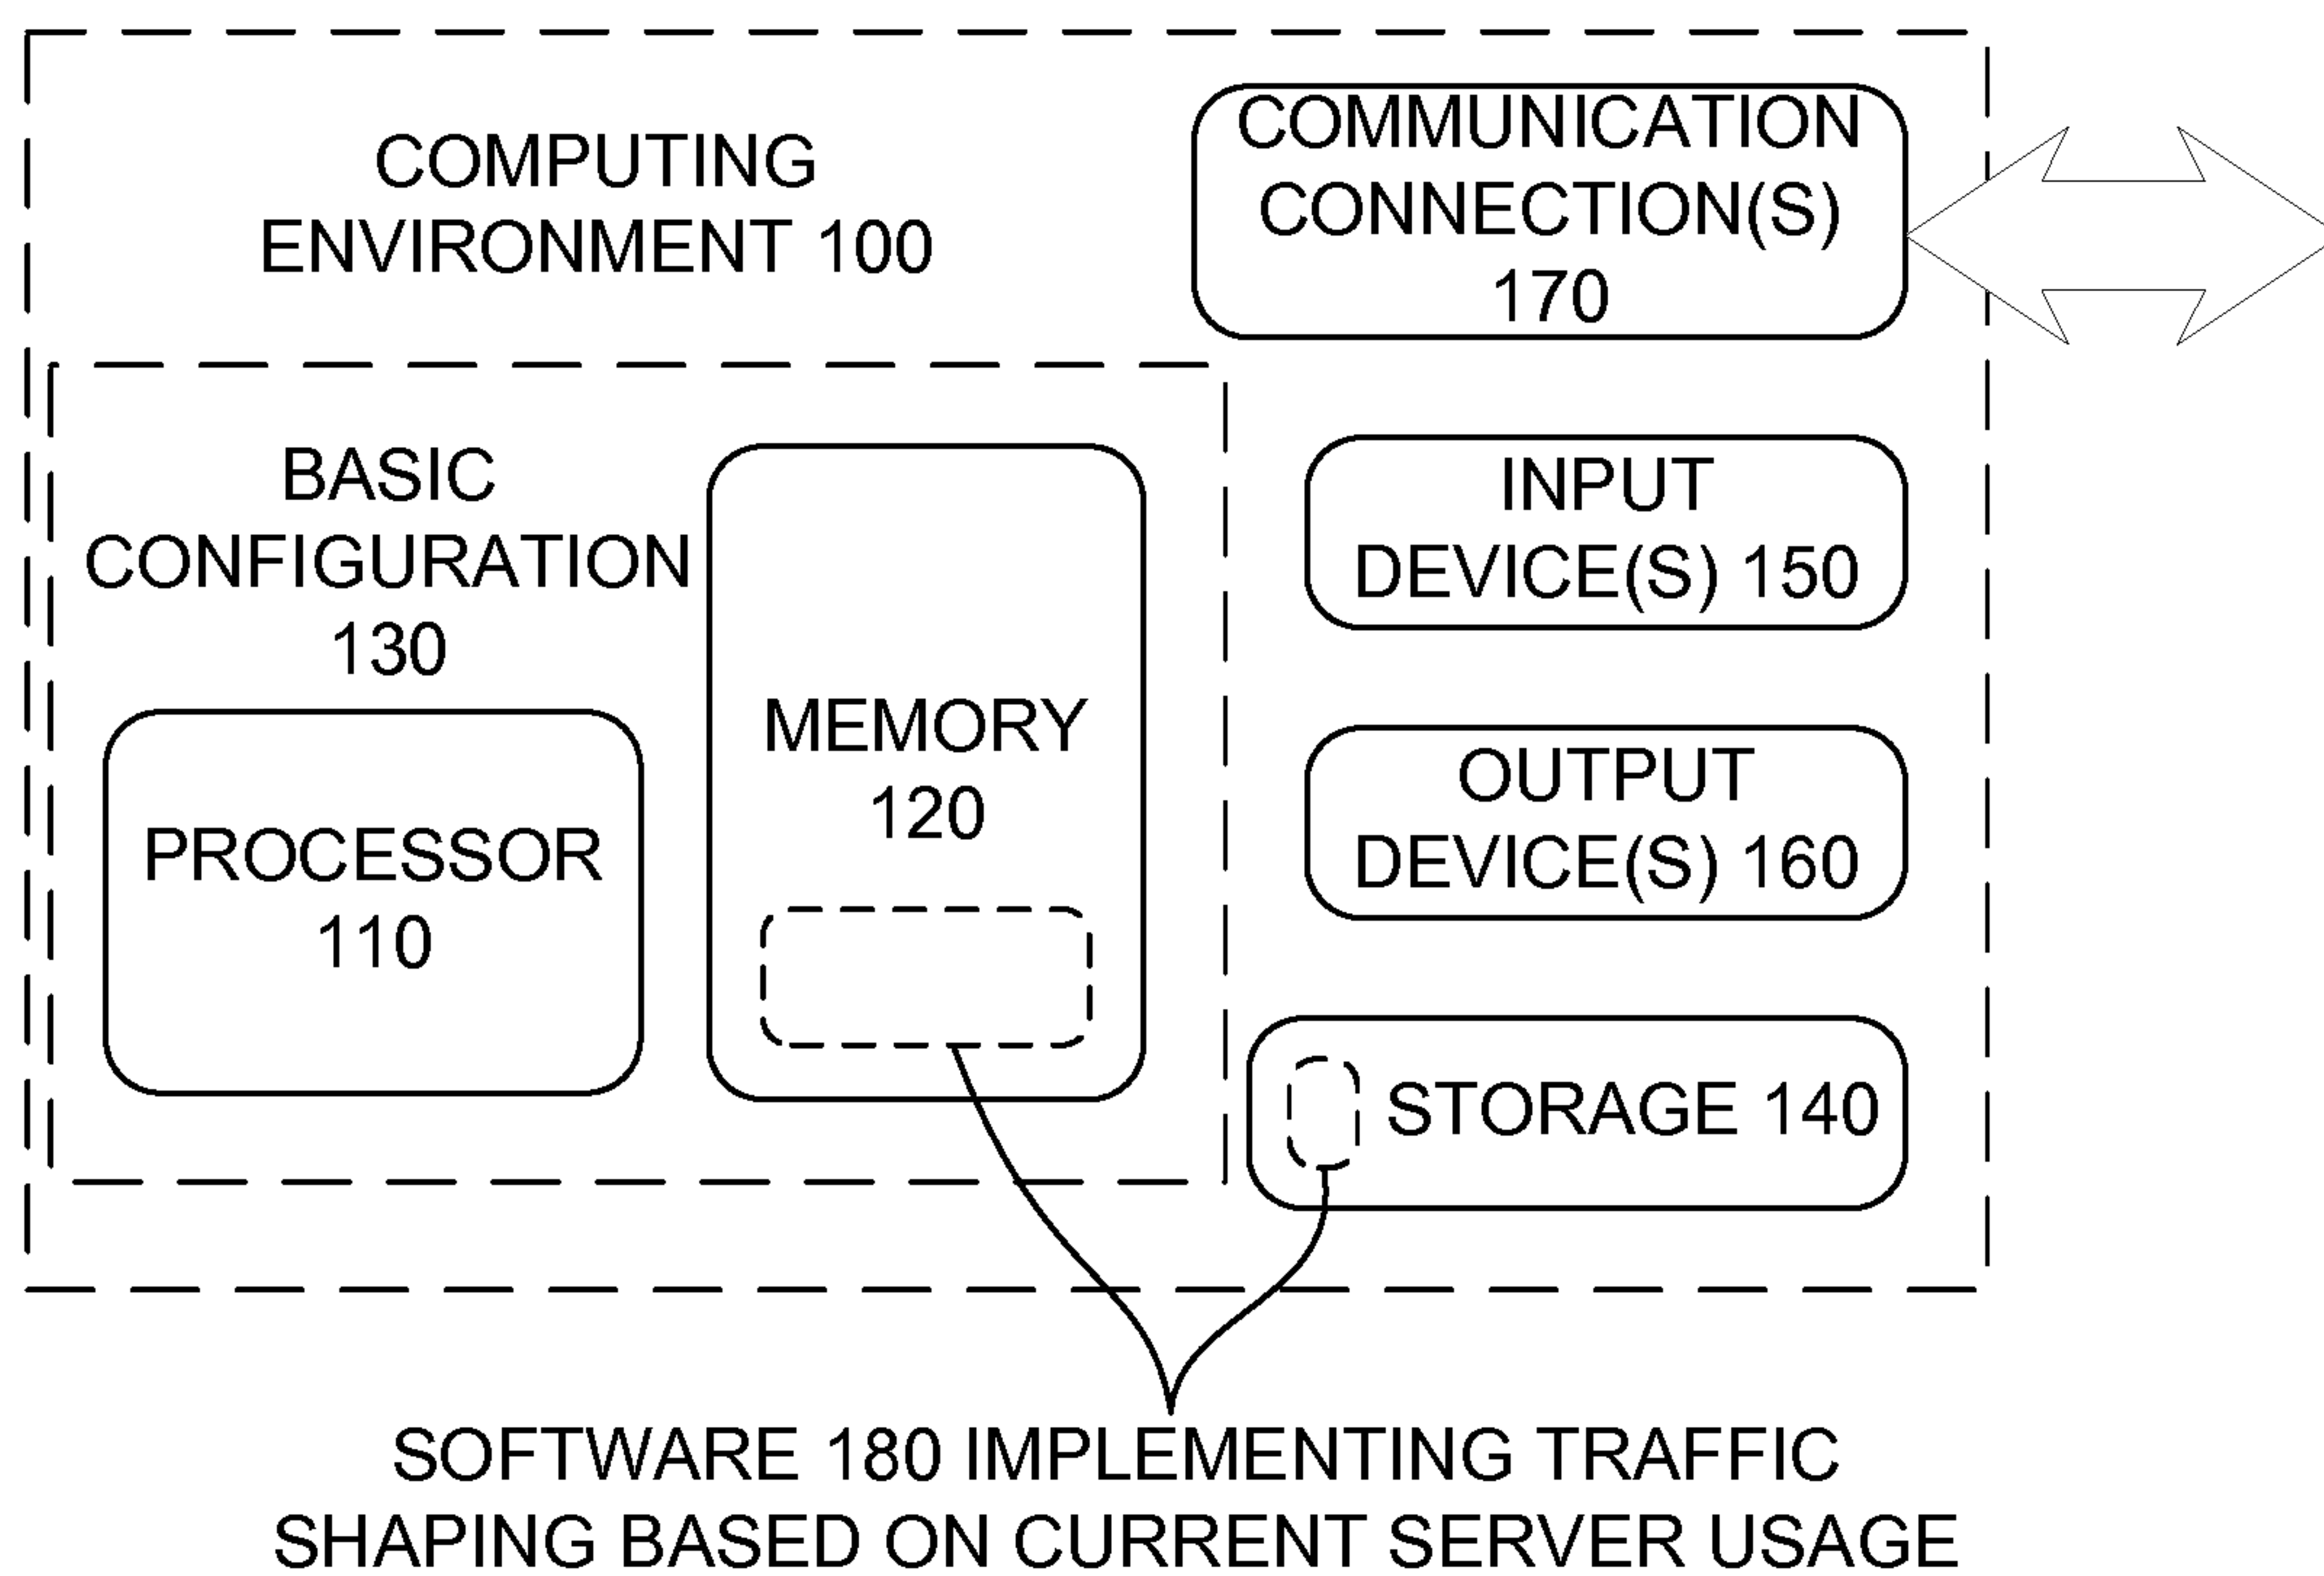 COMPUTING
ENVIRONMENT 100
COMMUNICATION
CONNECTION(S)
170
BASIC
CONFIGURATION
130
PROCESSOR
110
MEMORY
120
INPUT
DEVICE(S) 150
OUTPUT
DEVICE(S) 160
STORAGE 140
SOFTWARE 180 IMPLEMENTING TRAFFIC
SHAPING BASED ON CURRENT SERVER USAGE